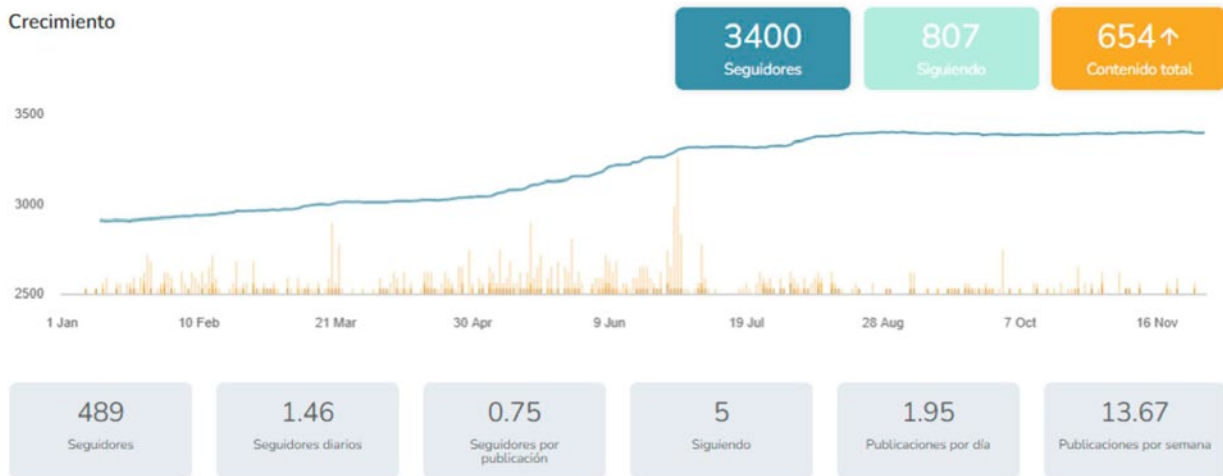 Crecimiento
3400
Seguidores
807
Siguiendo
654↑
Contenido total
3500
3000
2500
1 Jan
10 Feb
21 Mar
30 Apr
9 Jun
19 Jul
28 Aug
7 Oct
16 Nov
489
Seguidores
1.46
Seguidores diarios
0.75
Seguidores por
publicación
5
Siguiendo
1.95
Publicaciones por día
13.67
Publicaciones por semana